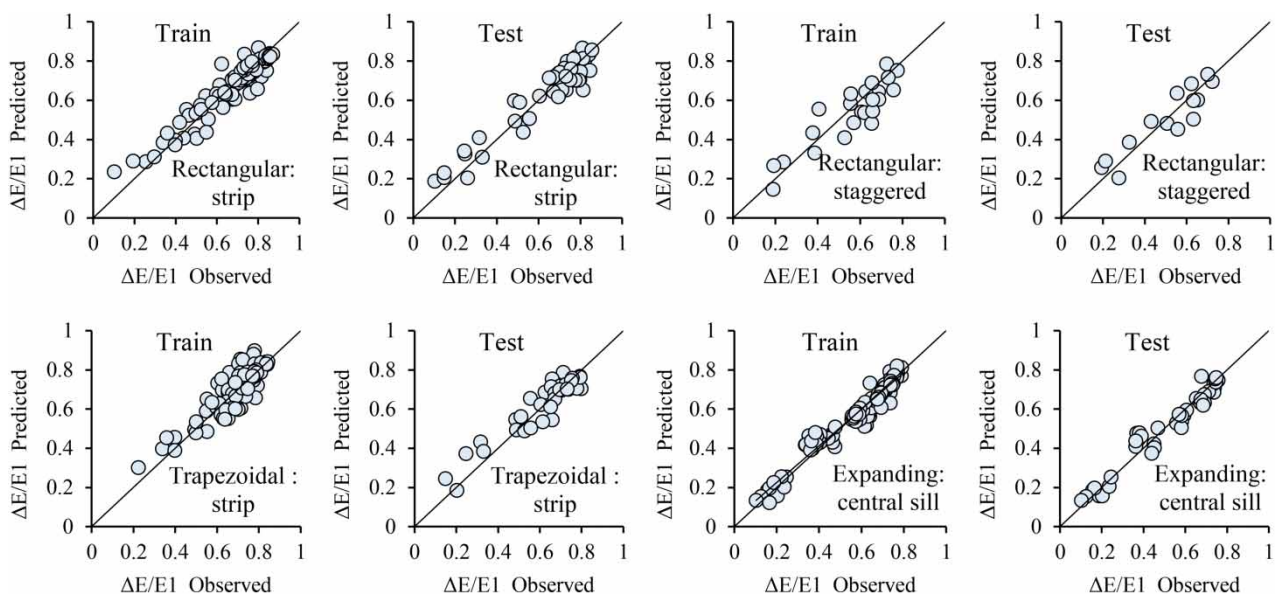 1
0.8
0.6
0.4
0.2
0
0 0.2 0.4 0.6 0.8 1
ΔE/E1 Predicted
ΔE/E1 Observed
Train
Rectangular:
strip
1
0.8
0.6
0.4
0.2
0
0 0.2 0.4 0.6 0.8 1
ΔE/E1 Predicted
ΔE/E1 Observed
Test
Rectangular:
strip
1
0.8
0.6
0.4
0.2
0
0 0.2 0.4 0.6 0.8 1
ΔE/E1 Predicted
ΔE/E1 Observed
Train
Rectangular:
staggered
1
0.8
0.6
0.4
0.2
0
0 0.2 0.4 0.6 0.8 1
ΔE/E1 Predicted
ΔE/E1 Observed
Test
Rectangular:
staggered
1
0.8
0.6
0.4
0.2
0
0 0.2 0.4 0.6 0.8 1
ΔE/E1 Predicted
ΔE/E1 Observed
Train
Trapezoidal :
strip
1
0.8
0.6
0.4
0.2
0
0 0.2 0.4 0.6 0.8 1
ΔE/E1 Predicted
ΔE/E1 Observed
Test
Trapezoidal :
strip
1
0.8
0.6
0.4
0.2
0
0 0.2 0.4 0.6 0.8 1
ΔE/E1 Predicted
ΔE/E1 Observed
Train
Expanding:
central sill
1
0.8
0.6
0.4
0.2
0
0 0.2 0.4 0.6 0.8 1
ΔE/E1 Predicted
ΔE/E1 Observed
Test
Expanding:
central sill